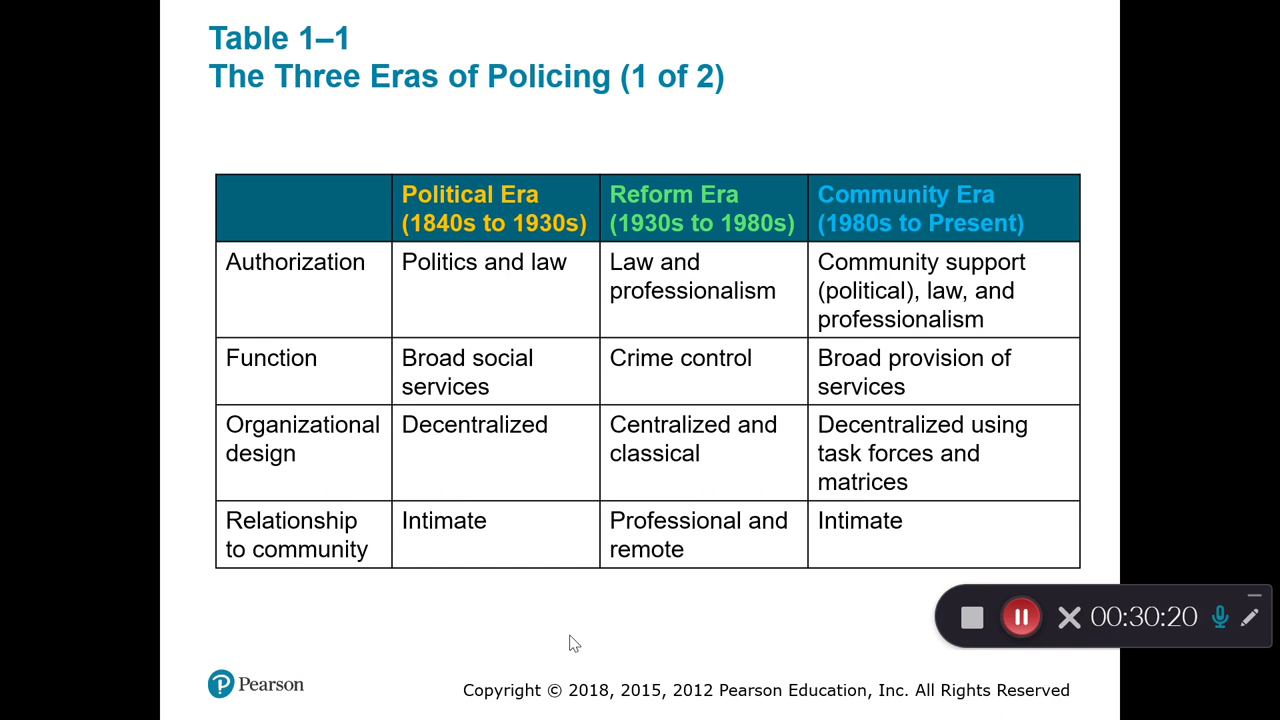 Table 1–1
The Three Eras of Policing (1 of 2)
Political Era
(1840s to 1930s)
Reform Era
(1930s to 1980s)
Community Era
(1980s to Present)
Authorization
Politics and law
Law and
professionalism
Community support
(political), law, and
professionalism
Function
Broad social
services
Crime control
Broad provision of
services
Organizational
design
Decentralized
Centralized and
classical
Decentralized using
task forces and
matrices
Relationship
to community
Intimate
Professional and
remote
Intimate
00:30:20
Pearson
Copyright © 2018, 2015, 2012 Pearson Education, Inc. All Rights Reserved